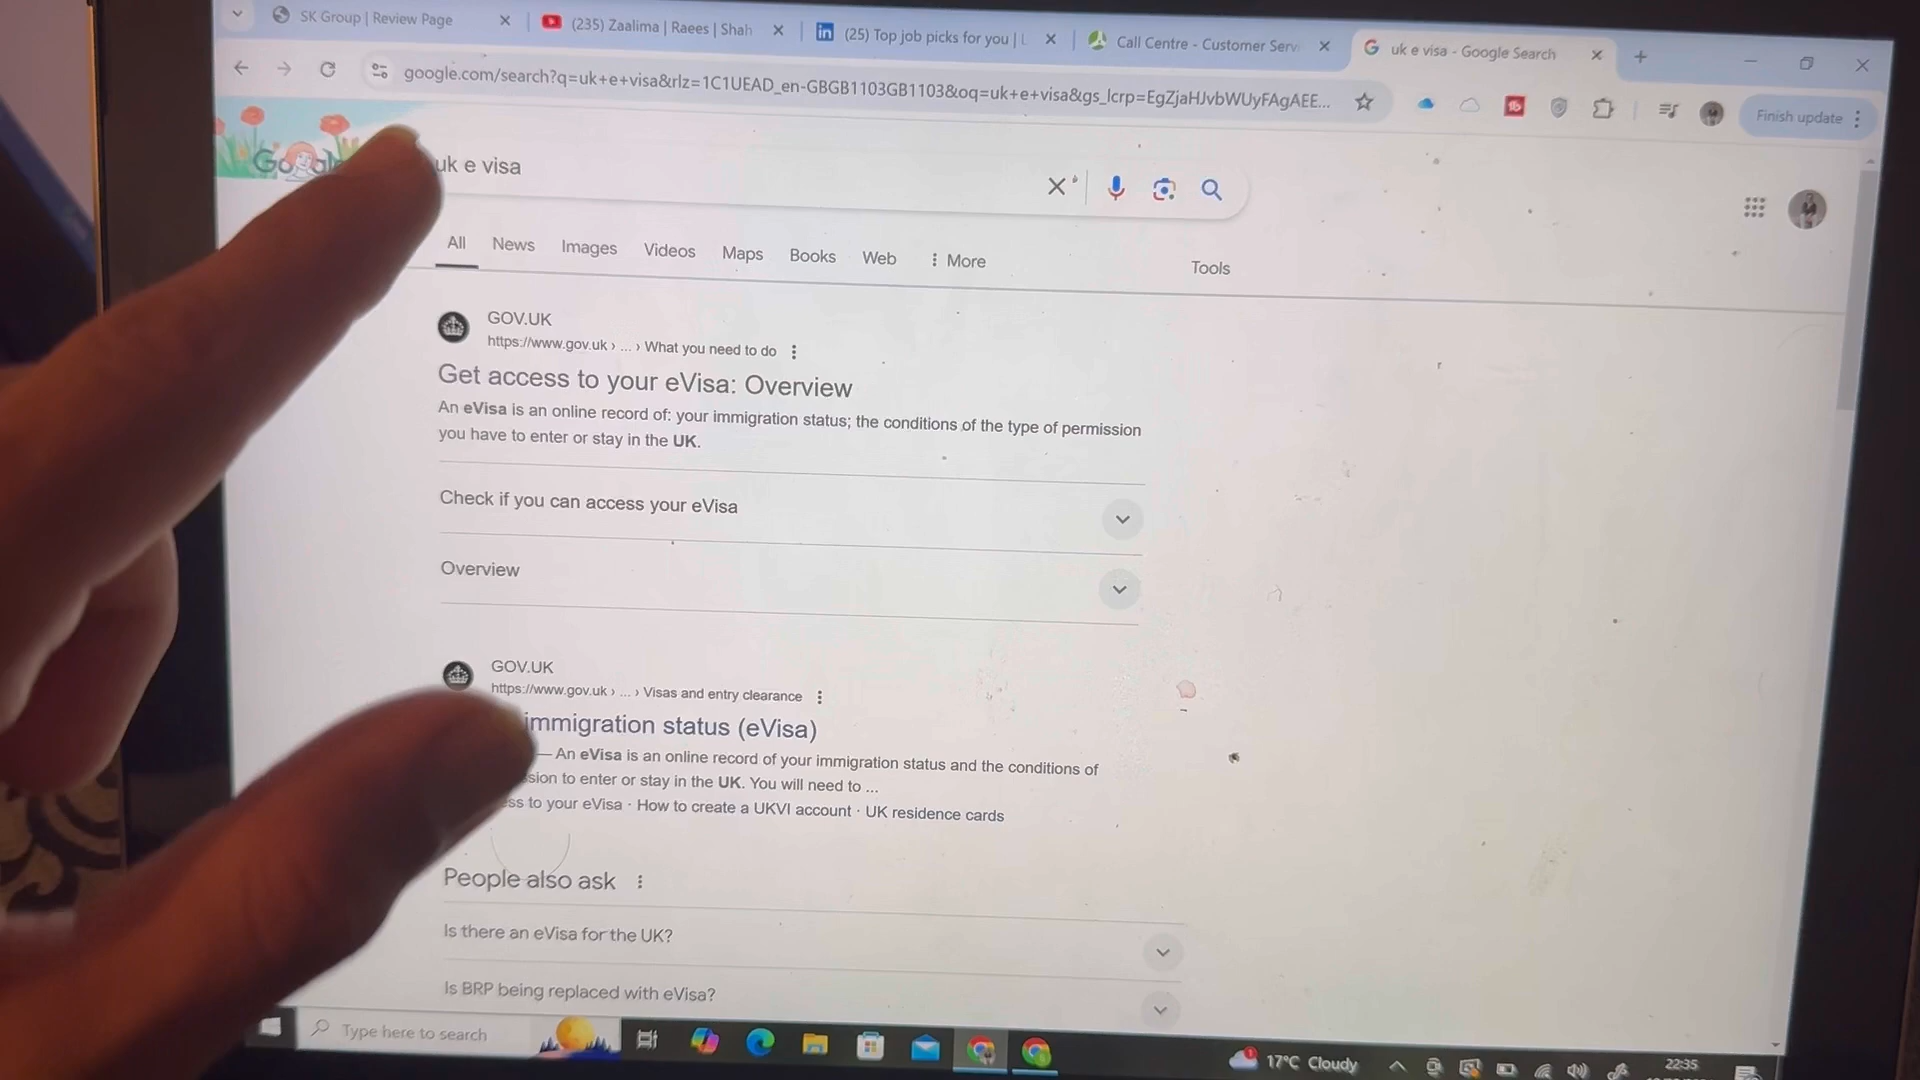 SK Group | Review Page
(235) Zaalima | Raees | Shah
(25) Top job picks for you | L
Call Centre - Customer Serv
uk e visa - Google Search
google.com/search?q=uk+e+visa&rlz=1C1UEAD_en-GBGB1103GB1103&oq=uk+e+visa&gs_lcrp=EgZjaHJvbWUyFAgAEE...
Finish update
uk e visa
All News Images Videos Maps Books Web More Tools
GOV.UK
https://www.gov.uk › ... › What you need to do
Get access to your eVisa: Overview
An eVisa is an online record of: your immigration status; the conditions of the type of permission
you have to enter or stay in the UK.
Check if you can access your eVisa
Overview
GOV.UK
https://www.gov.uk › ... › Visas and entry clearance
immigration status (eVisa)
— An eVisa is an online record of your immigration status and the conditions of
sion to enter or stay in the UK. You will need to ...
ess to your eVisa · How to create a UKVI account · UK residence cards
People also ask
Is there an eVisa for the UK?
Is BRP being replaced with eVisa?
Type here to search
17°C Cloudy
22:35